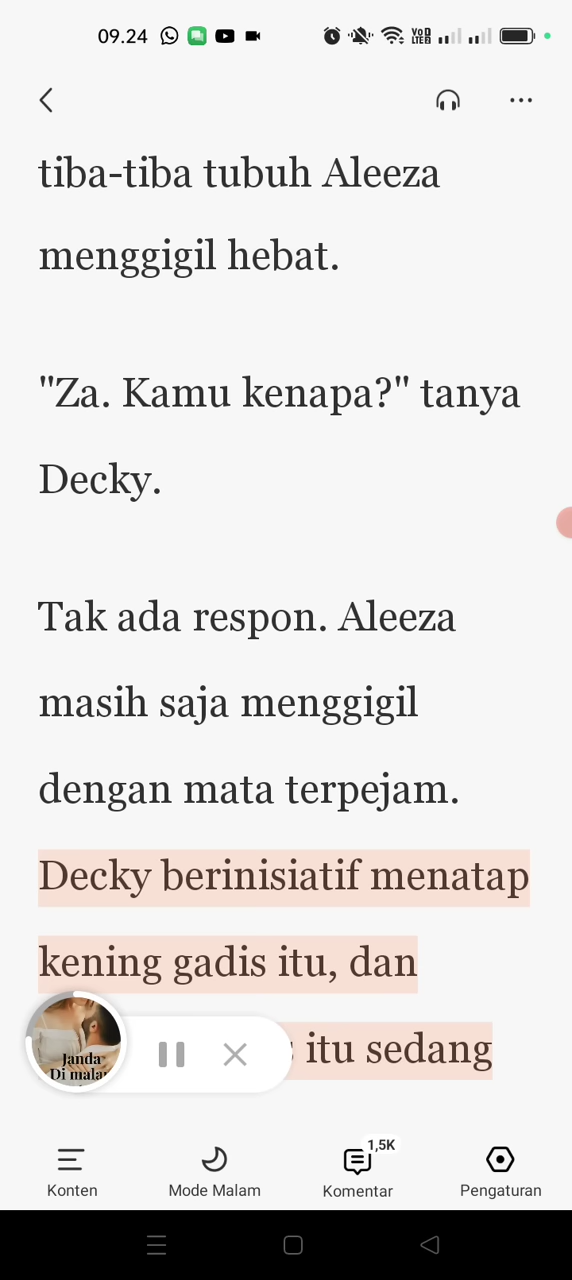 09.24
VoD
LTED
tiba-tiba tubuh Aleeza
menggigil hebat.
"Za. Kamu kenapa?" tanya
Decky.
Tak ada respon. Aleeza
masih saja menggigil
dengan mata terpejam.
Decky berinisiatif menatap
kening gadis itu, dan
itu sedang
Janda
Di mala
1,5K
Konten
Mode Malam
Komentar
Pengaturan